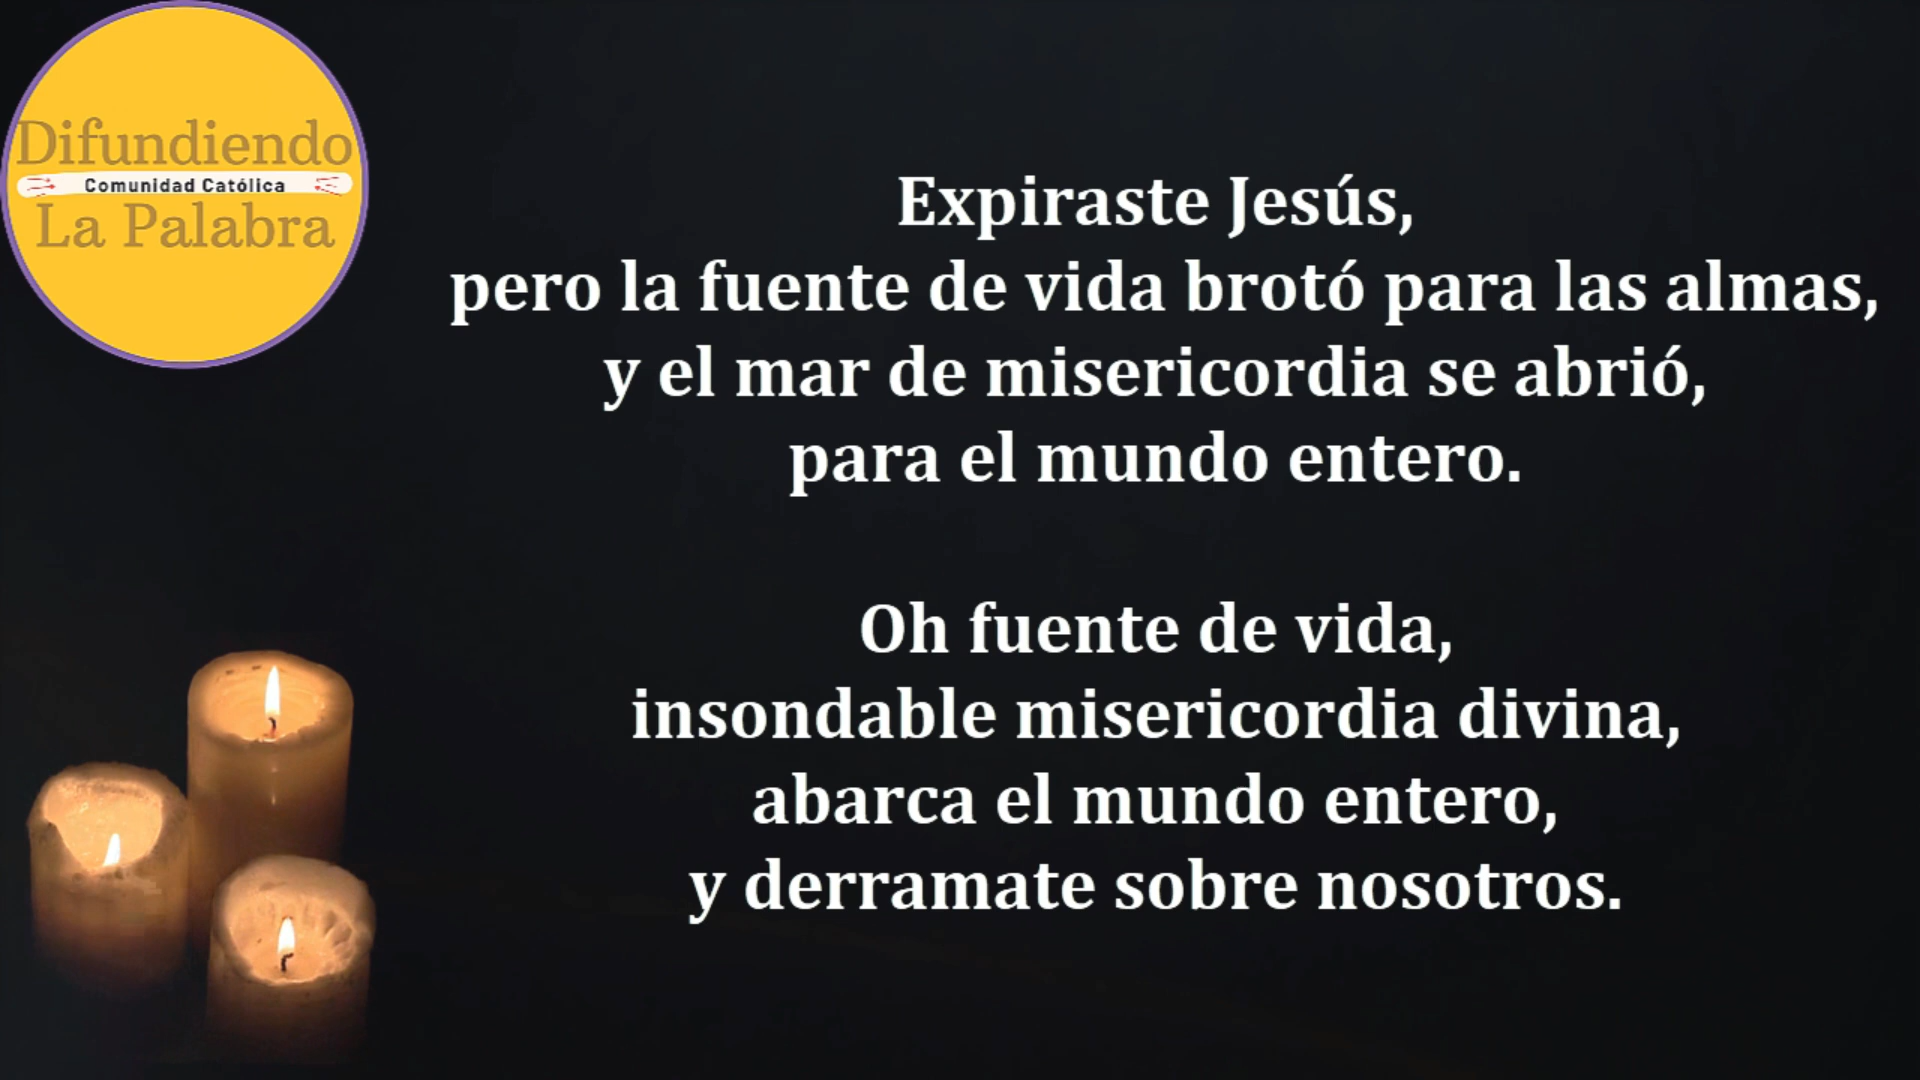 Difundiendo
Comunidad Católica
La Palabra
Expiraste Jesús,
pero la fuente de vida brotó para las almas,
y el mar de misericordia se abrió,
para el mundo entero.
Oh fuente de vida,
insondable misericordia divina,
abarca el mundo entero,
y derramate sobre nosotros.